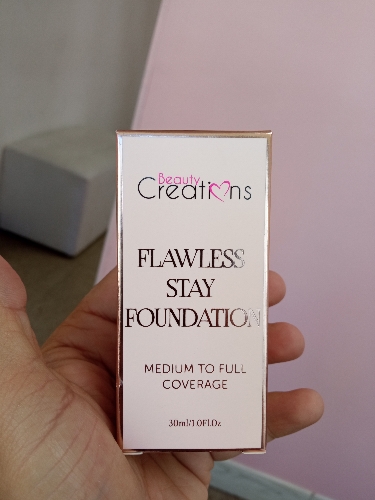 Beauty
Creations
FLAWLESS
STAY
FOUNDATION
MEDIUM TO FULL
COVERAGE
30ml/1.0Fl.Oz